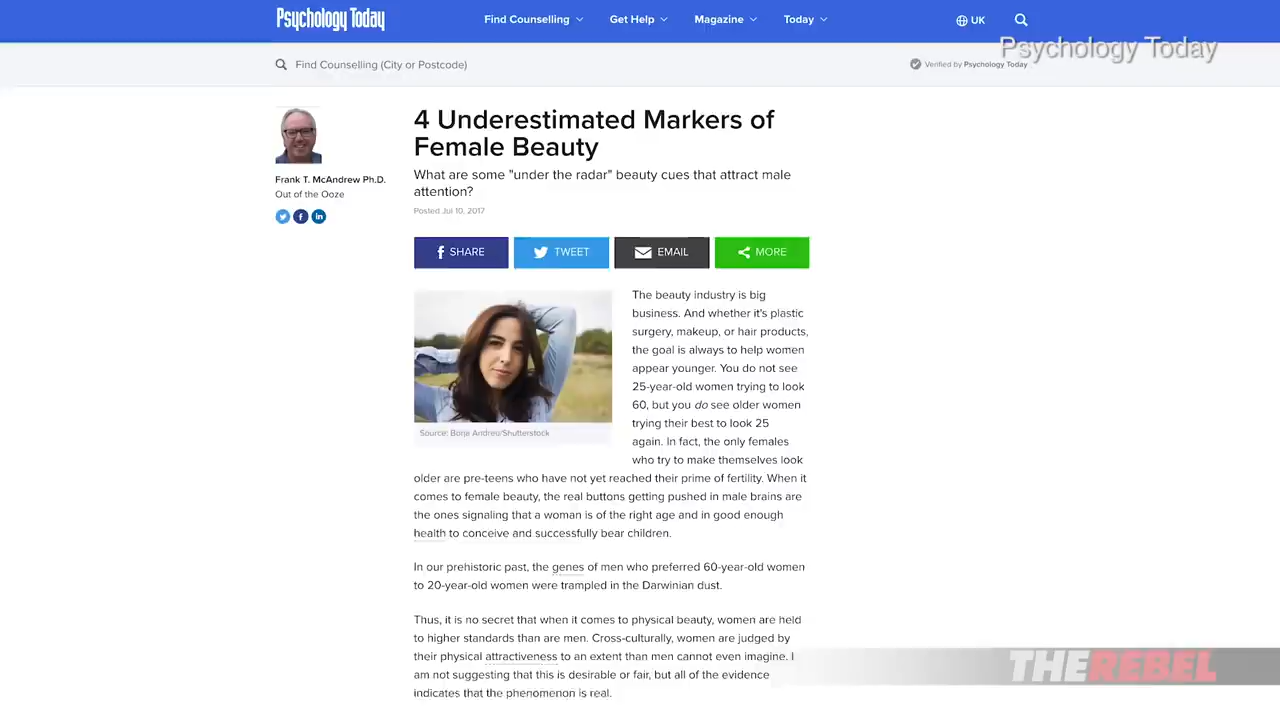 Psychology Today
Find Counselling
Get Help
Magazine
Today
UK
Psychology Today
Find Counselling (City or Postcode)
Verified by Psychology Today
4 Underestimated Markers of
Female Beauty
What are some "under the radar" beauty cues that attract male
attention?
Posted Jul 10, 2017
Frank T. McAndrew Ph.D.
Out of the Ooze
f SHARE
TWEET
EMAIL
MORE
Source: Borja Andreu/Shutterstock
The beauty industry is big
business. And whether it's plastic
surgery, makeup, or hair products,
the goal is always to help women
appear younger. You do not see
25-year-old women trying to look
60, but you do see older women
trying their best to look 25
again. In fact, the only females
who try to make themselves look
older are pre-teens who have not yet reached their prime of fertility. When it
comes to female beauty, the real buttons getting pushed in male brains are
the ones signaling that a woman is of the right age and in good enough
health to conceive and successfully bear children.
In our prehistoric past, the genes of men who preferred 60-year-old women
to 20-year-old women were trampled in the Darwinian dust.
Thus, it is no secret that when it comes to physical beauty, women are held
to higher standards than are men. Cross-culturally, women are judged by
their physical attractiveness to an extent than men cannot even imagine. I
am not suggesting that this is desirable or fair, but all of the evidence
indicates that the phenomenon is real.
THE REBEL